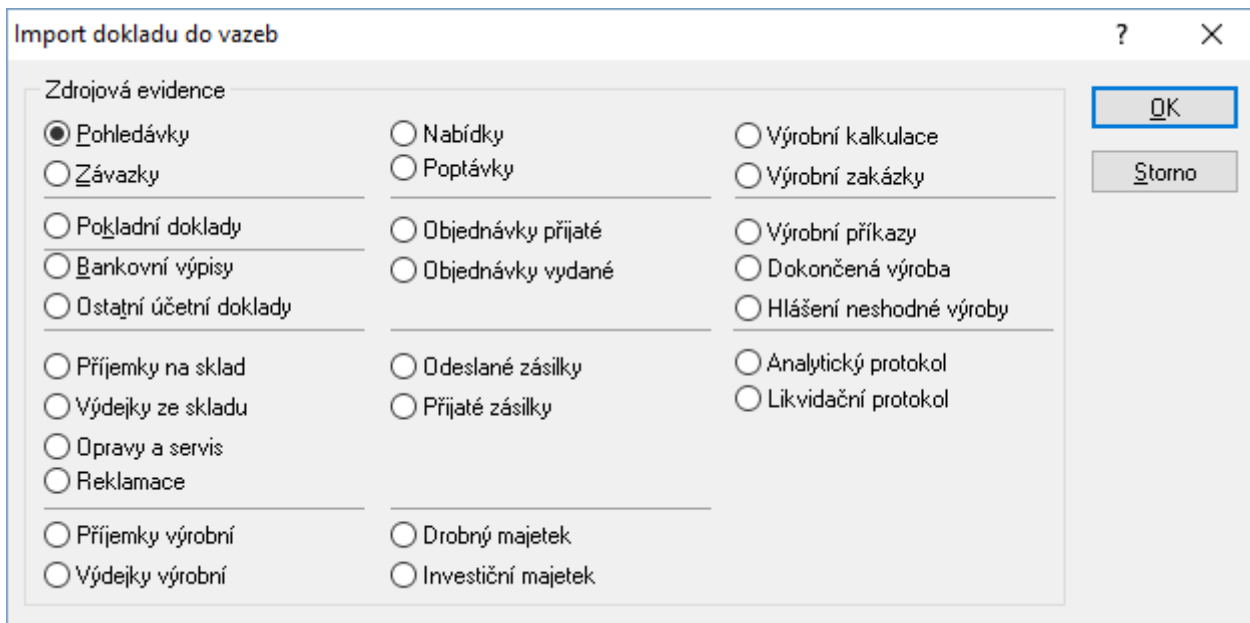 Import dokladu do vazeb
?
Zdrojová evidence
Pohledávky
Závazky
Pokladní doklady
Bankovní výpisy
Ostatní účetní doklady
Příjemky na sklad
Výdejky ze skladu
Opravy a servis
Reklamace
Příjemky výrobní
Výdejky výrobní
Nabídky
Poptávky
Objednávky přijaté
Objednávky vydané
Odeslané zásilky
Přijaté zásilky
Drobný majetek
Investiční majetek
Výrobní kalkulace
Výrobní zakázky
Výrobní příkazy
Dokončená výroba
Hlášení neshodné výroby
Analytický protokol
Likvidační protokol
OK
Storno